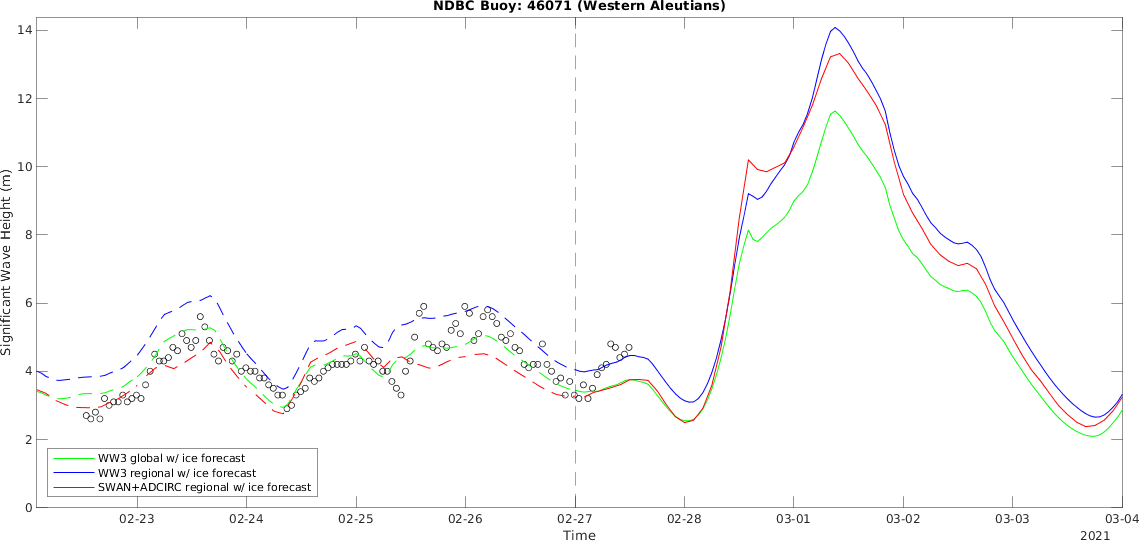 NDBC Buoy: 46071 (Western Aleutians)
Significant Wave Height (m)
14
12
10
8
6
4
2
0
WW3 global w/ ice forecast
WW3 regional w/ ice forecast
SWAN+ADCIRC regional w/ ice forecast
02-23 02-24 02-25 02-26 02-27 02-28 03-01 03-02 03-03 03-04
Time
2021